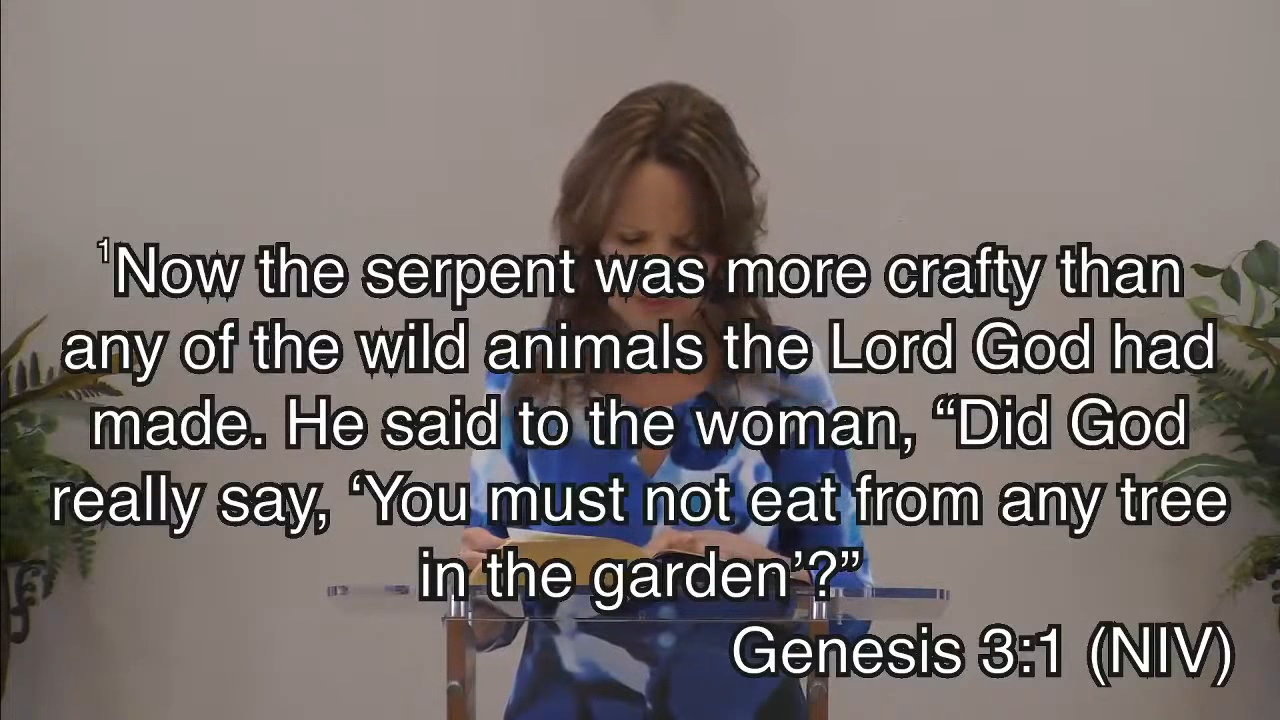 ¹Now the serpent was more crafty than
any of the wild animals the Lord God had
made. He said to the woman, “Did God
really say, ‘You must not eat from any tree
in the garden’?”
Genesis 3:1 (NIV)